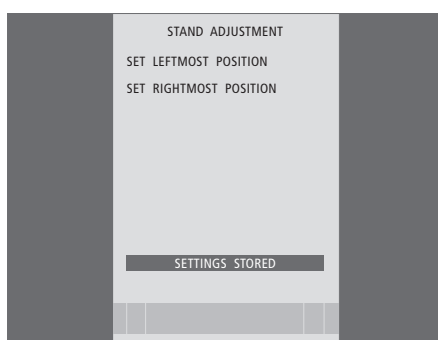 STAND ADJUSTMENT
SET LEFTMOST POSITION
SET RIGHTMOST POSITION
SETTINGS STORED